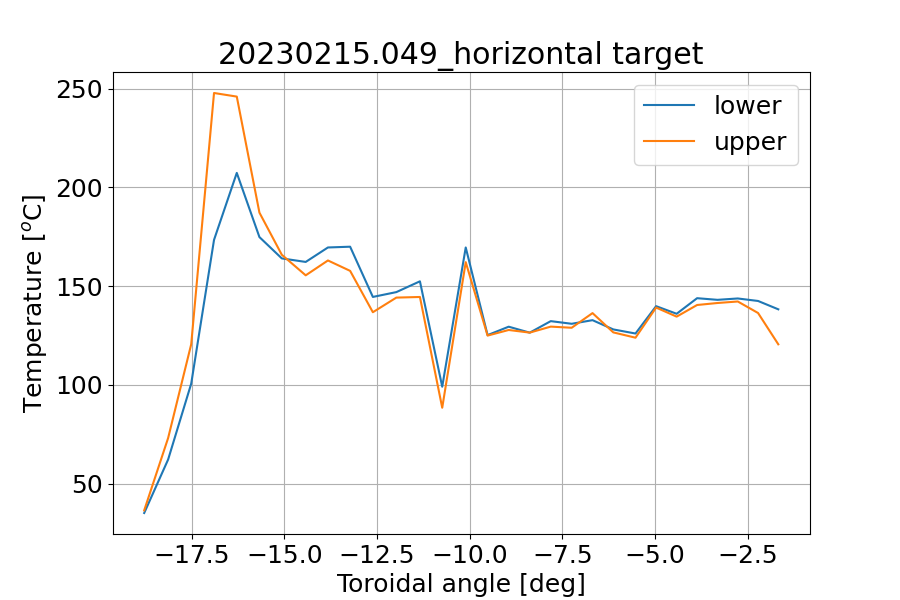 20230215.049_horizontal target
lower
upper
Temperature [°C]
250
200
150
100
50
−17.5 −15.0 −12.5 −10.0 −7.5 −5.0 −2.5
Toroidal angle [deg]